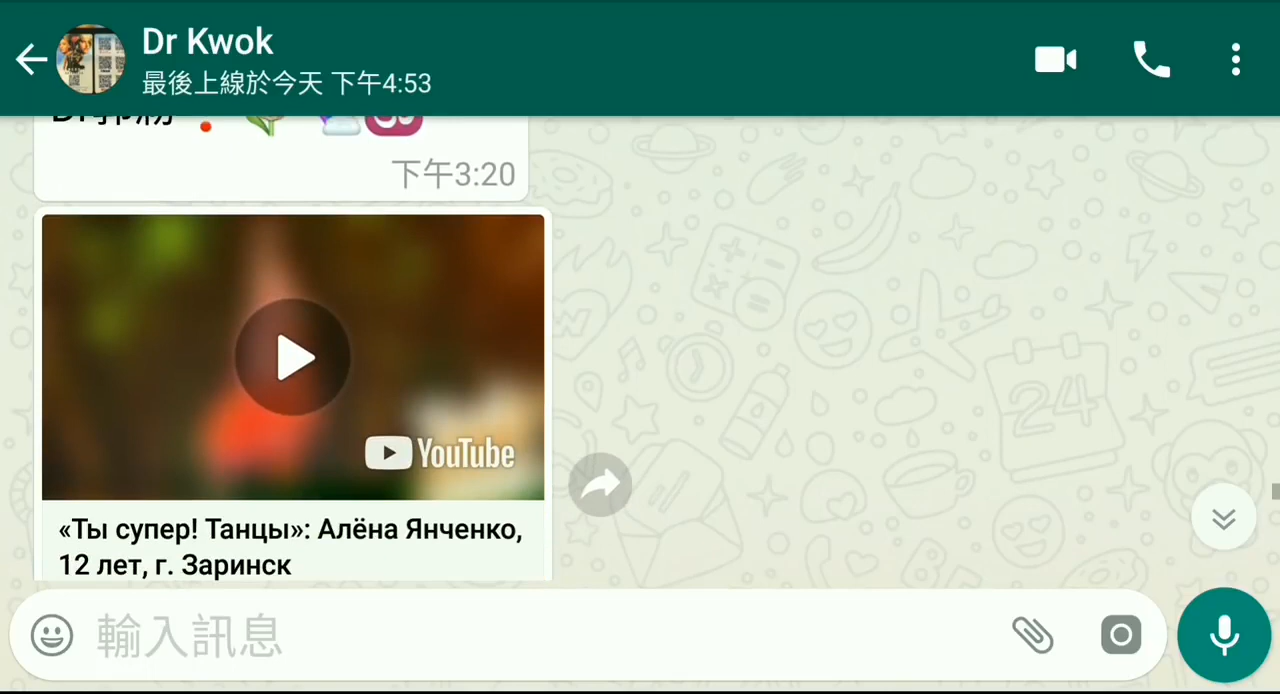 Dr Kwok
最後上線於今天 下午4:53
下午3:20
YouTube
«Ты супер! Танцы»: Алёна Янченко,
12 лет, г. Заринск
輸入訊息